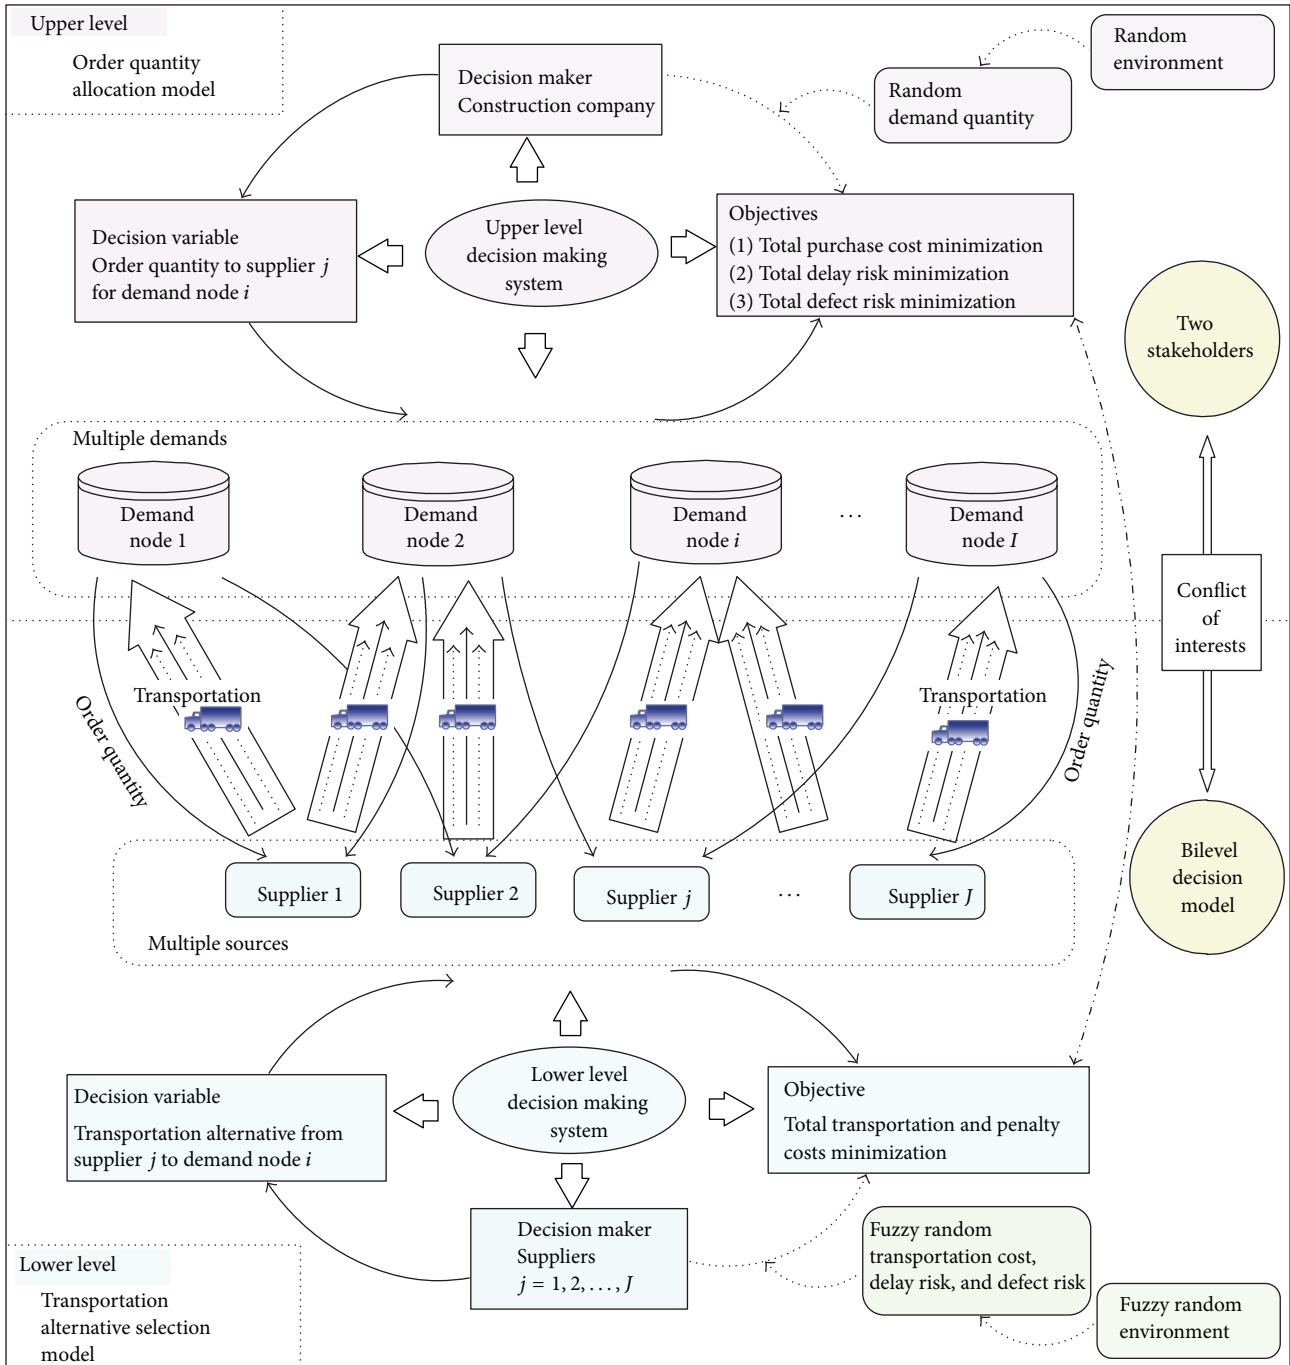 Upper level
Order quantity
allocation model
Decision maker
Construction company
Random
demand quantity
Random
environment
Decision variable
Order quantity to supplier j
for demand node i
Upper level
decision making
system
Objectives
(1) Total purchase cost minimization
(2) Total delay risk minimization
(3) Total defect risk minimization
Two
stakeholders
Multiple demands
Demand
node 1
Demand
node 2
Demand
node i
...
Demand
node I
Conflict
of
interests
Transportation
Transportation
Order quantity
Order quantity
Supplier 1
Supplier 2
Supplier j
...
Supplier J
Multiple sources
Bilevel
decision
model
Lower level
decision making
system
Decision variable
Transportation alternative from
supplier j to demand node i
Objective
Total transportation and penalty
costs minimization
Decision maker
Suppliers
j = 1, 2, . . . , J
Fuzzy random
transportation cost,
delay risk, and defect risk
Fuzzy random
environment
Lower level
Transportation
alternative selection
model